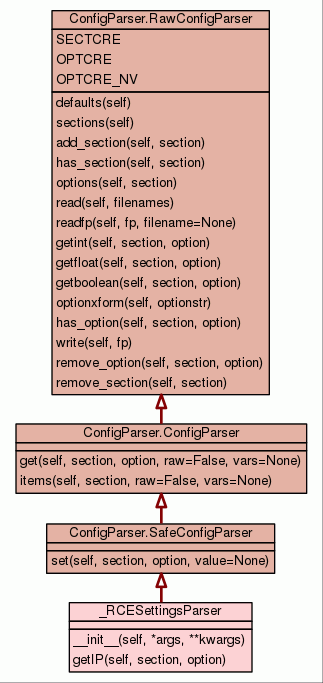 ConfigParser.RawConfigParser
SECTCRE
OPTCRE
OPTCRE_NV
defaults(self)
sections(self)
add_section(self, section)
has_section(self, section)
options(self, section)
read(self, filenames)
readfp(self, fp, filename=None)
getint(self, section, option)
getfloat(self, section, option)
getboolean(self, section, option)
optionxform(self, optionstr)
has_option(self, section, option)
write(self, fp)
remove_option(self, section, option)
remove_section(self, section)
ConfigParser.ConfigParser
get(self, section, option, raw=False, vars=None)
items(self, section, raw=False, vars=None)
ConfigParser.SafeConfigParser
set(self, section, option, value=None)
_RCESettingsParser
__init__(self, *args, **kwargs)
getIP(self, section, option)